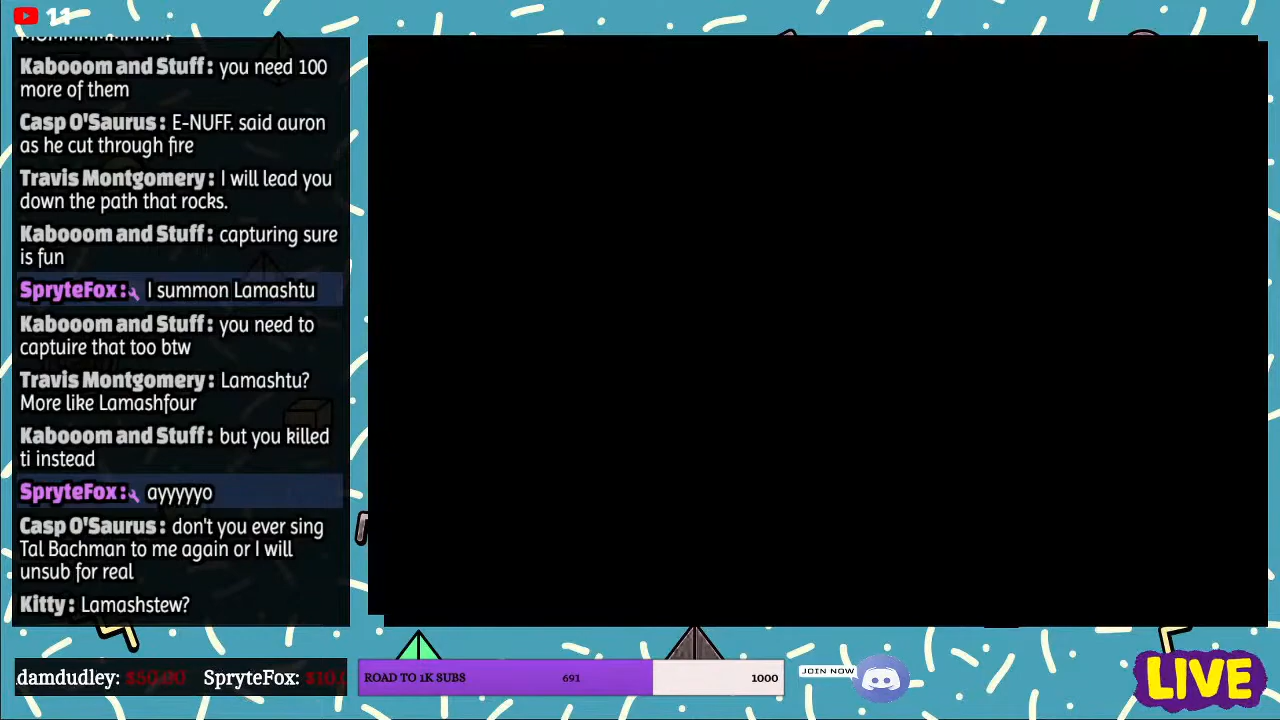 11
Kabooom and Stuff: you need 100
more of them
Casp O'Saurus: E-NUFF. said auron
as he cut through fire
Travis Montgomery: I will lead you
down the path that rocks.
Kabooom and Stuff: capturing sure
is fun
SpryteFox: I summon Lamashtu
Kabooom and Stuff: you need to
captuire that too btw
Travis Montgomery: Lamashtu?
More like Lamashfour
Kabooom and Stuff: but you killed
ti instead
SpryteFox: ayyyyyo
Casp O'Saurus: don't you ever sing
Tal Bachman to me again or I will
unsub for real
Kitty: Lamashstew?
damdudley: $50.00 SpryteFox: $10.
ROAD TO 1K SUBS 691 1000
JOIN NOW
LIVE